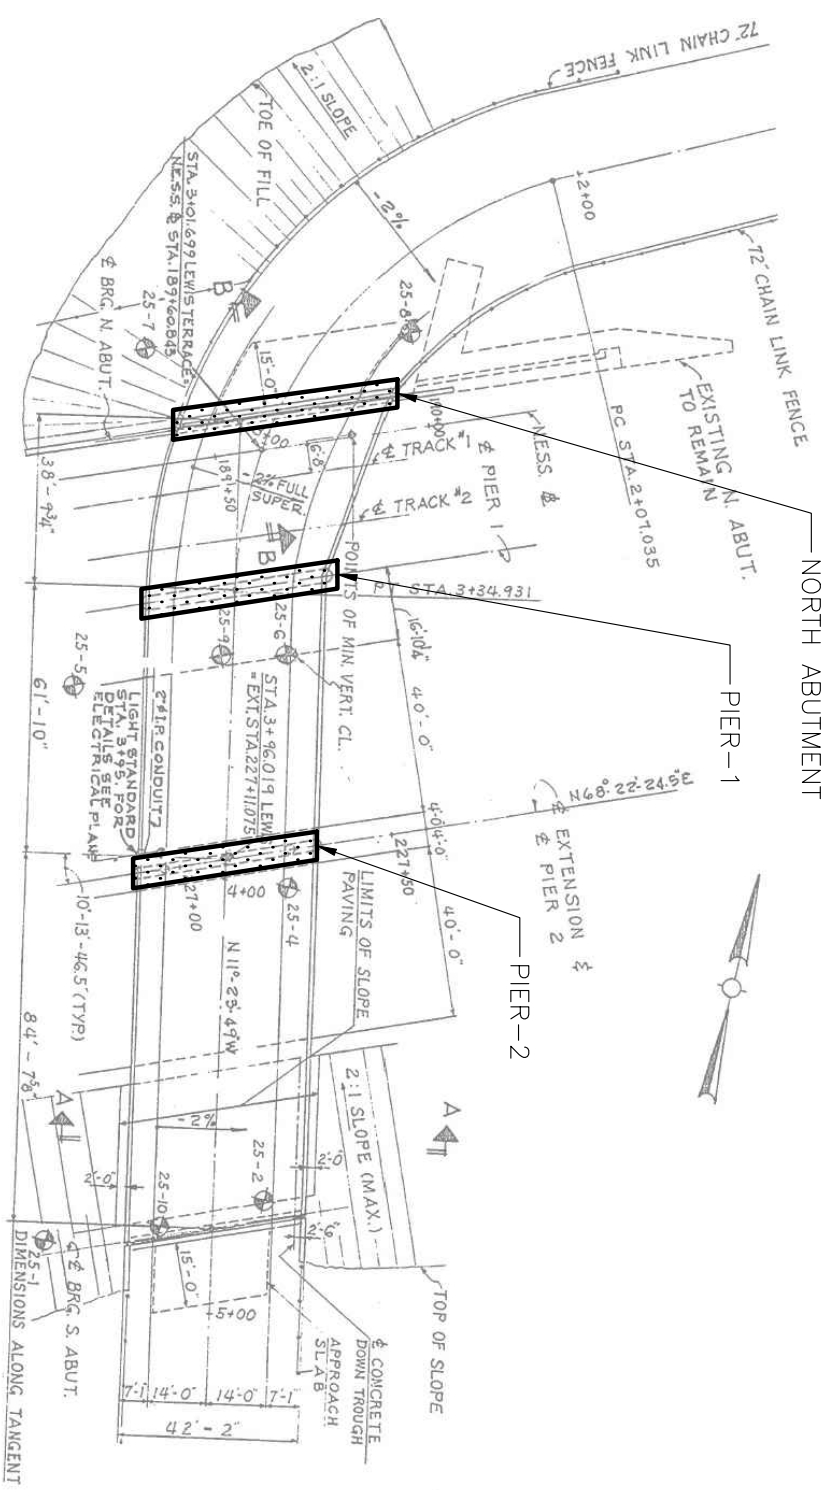 72" CHAIN LINK FENCE
2:1 SLOPE
TOE OF FILL
-2%
2+00
72" CHAIN LINK FENCE
STA. 3+01.699 LEWIS TERRACE=
N.E.S.S. ℄ STA. 189+60.843
B
25-7
25-8
℄ BRG. N. ABUT.
15'-0"
EXISTING N. ABUT.
TO REMAIN
PC STA. 2+07.035
NORTH ABUTMENT
N.E.S.S. ℄
℄ TRACK #1
℄ PIER 1
℄ TRACK #2
189+50
-2% FULL
SUPER.
38'-9¾"
B
POINTS OF MIN. VERT. CL.
STA. 3+34.931
PIER-1
25-9
25-6
25-5
16'-10¼"
40'-0"
61'-10"
STA. 3+96.019 LEW
= EXT. STA. 227+11.075
2"⌀ I.P. CONDUIT
LIGHT STANDARD
STA. 3+95. FOR
DETAILS SEE
ELECTRICAL PLAN
N68°-22'-24.5"E
℄ EXTENSION &
℄ PIER 2
4'-0"
4'-0"
227+50
PIER-2
27+00
4+00
25-4
40'-0"
10°-13'-46.5" (TYP.)
LIMITS OF SLOPE
PAVING
N 11°-23'-49"W
84'-7⅝"
A
A
2:1 SLOPE (MAX.)
-2%
2'-0"
2'-0"
25-2
25-10
2'-6"
25-1
℄ BRG. S. ABUT.
15'-0"
5+00
TOP OF SLOPE
℄ CONCRETE
DOWN TROUGH
APPROACH
SLAB
7'-1"
14'-0"
14'-0"
7'-1"
42'-2"
DIMENSIONS ALONG TANGENT